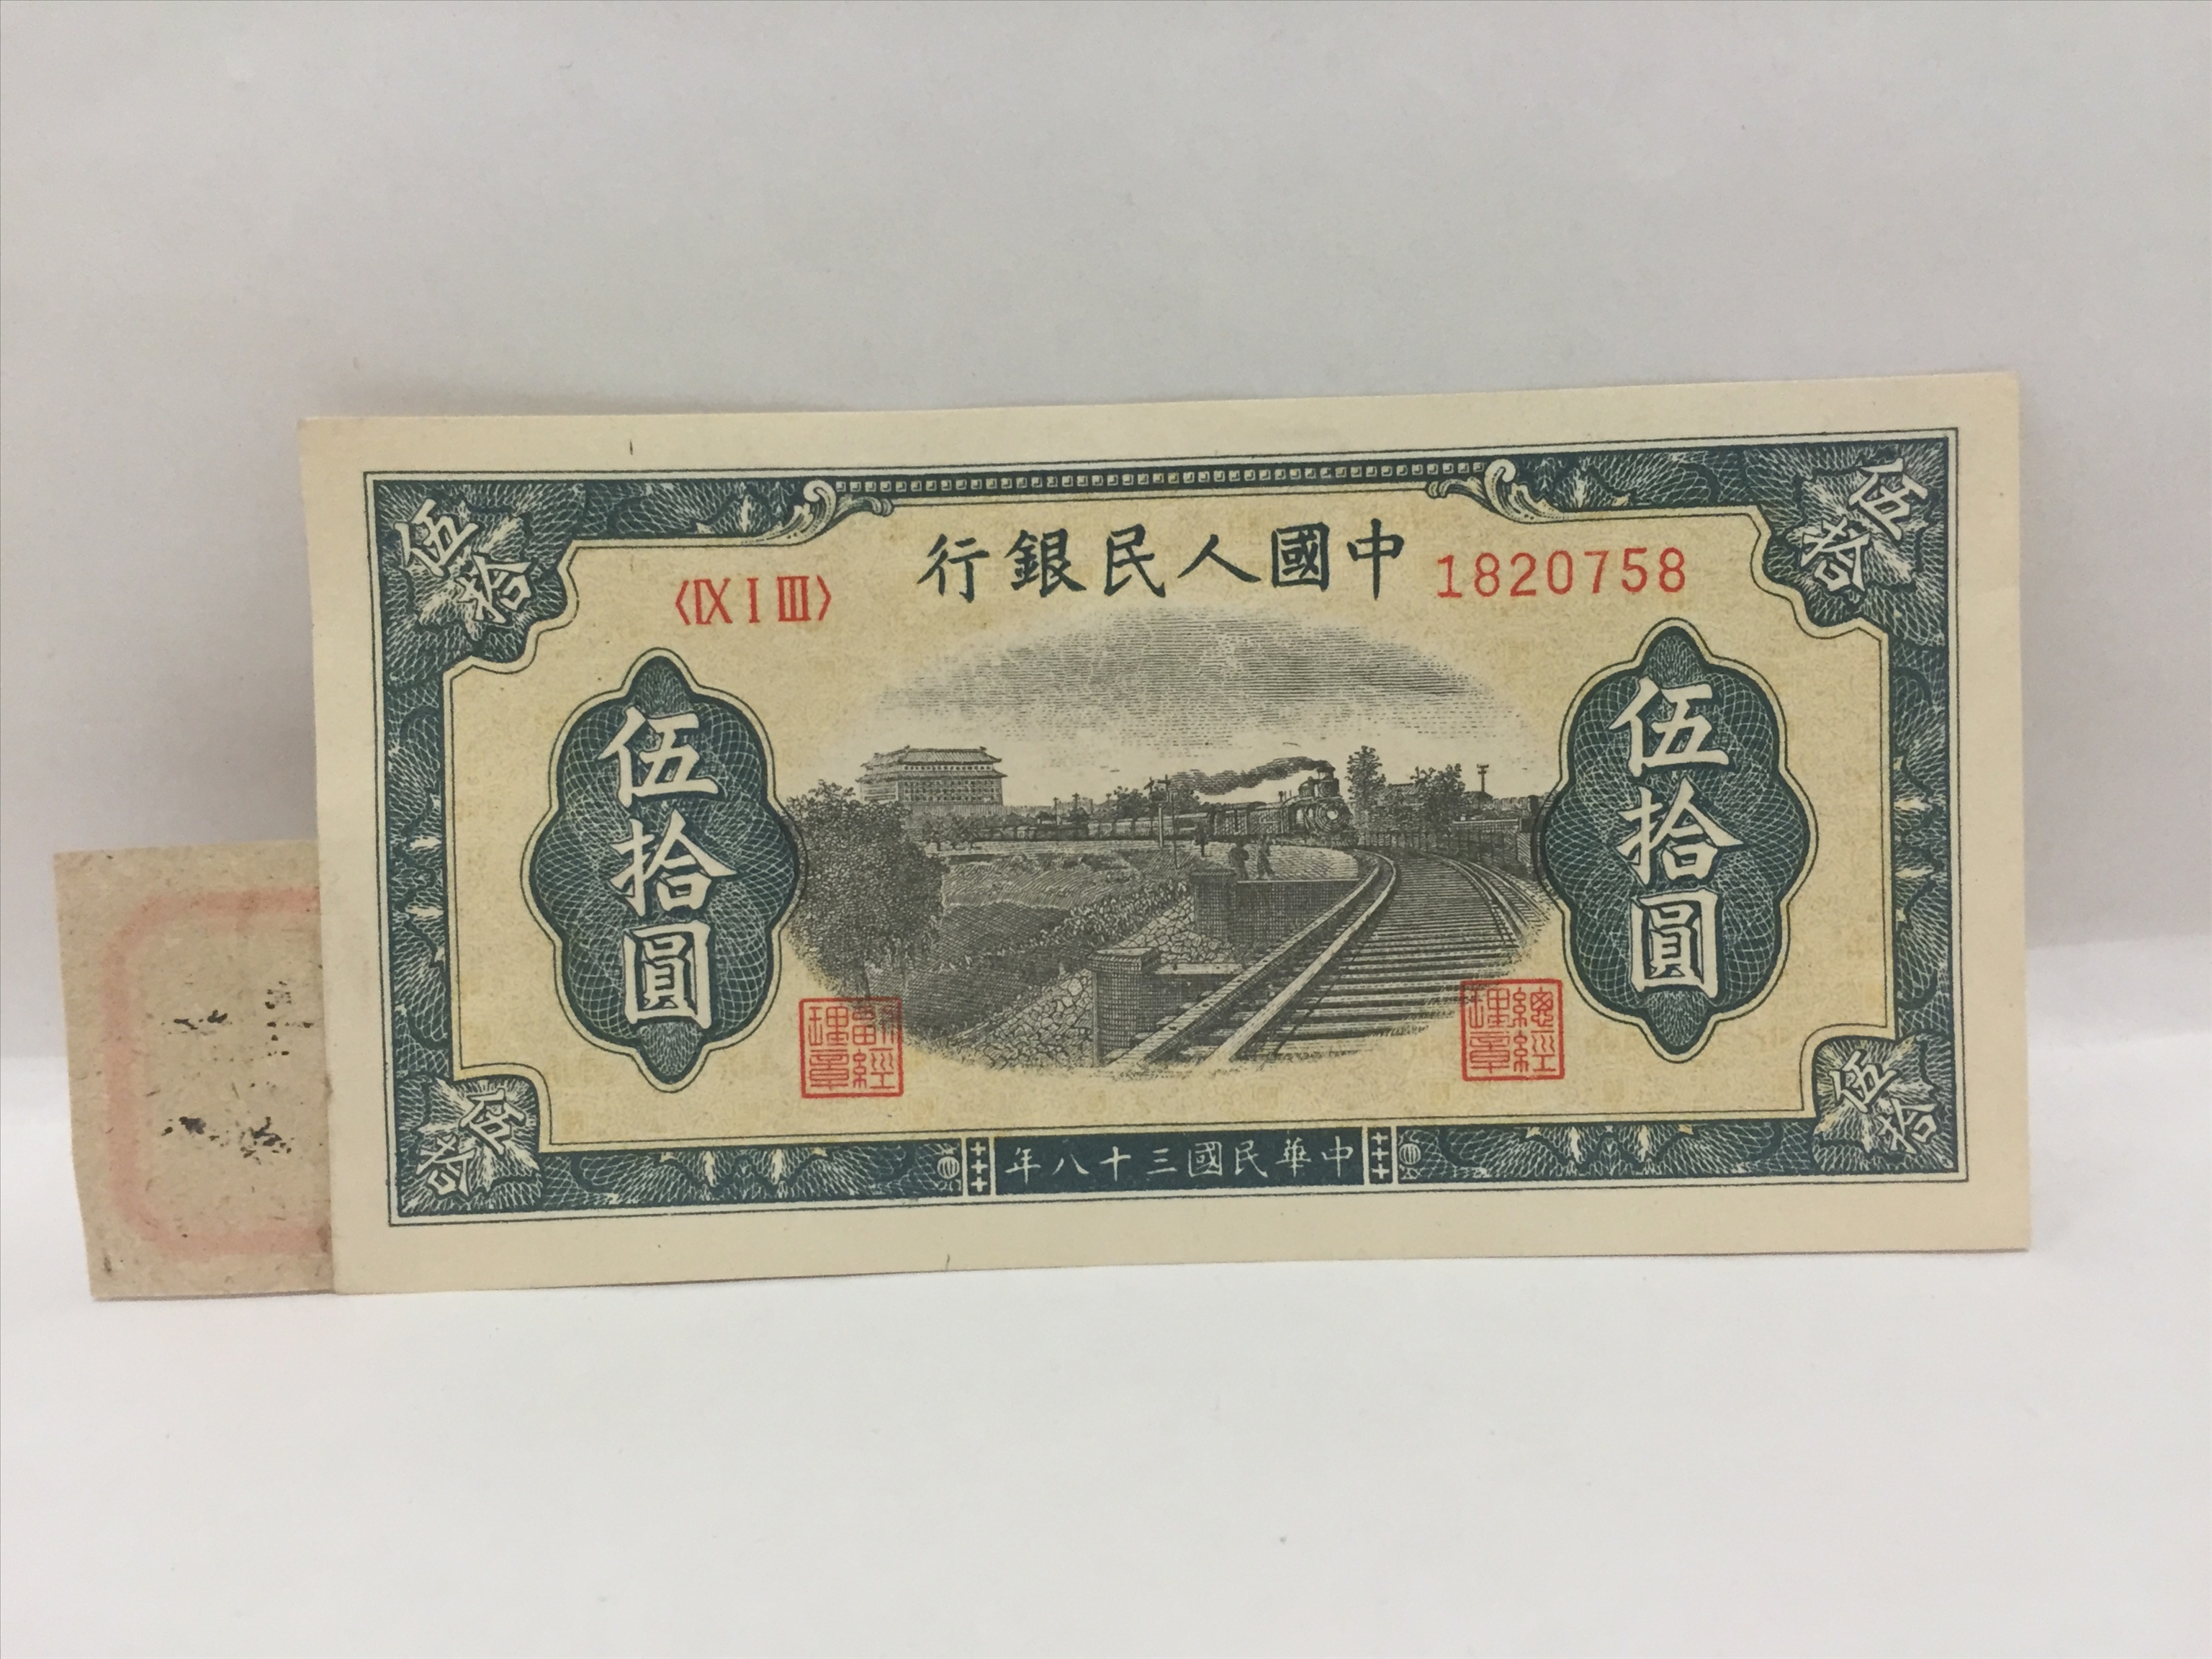 伍拾
伍拾
中國人民銀行
〈Ⅸ Ⅰ Ⅲ〉
1820758
伍拾圓
伍拾圓
副經理章
總經理章
伍拾
伍拾
中華民國三十八年